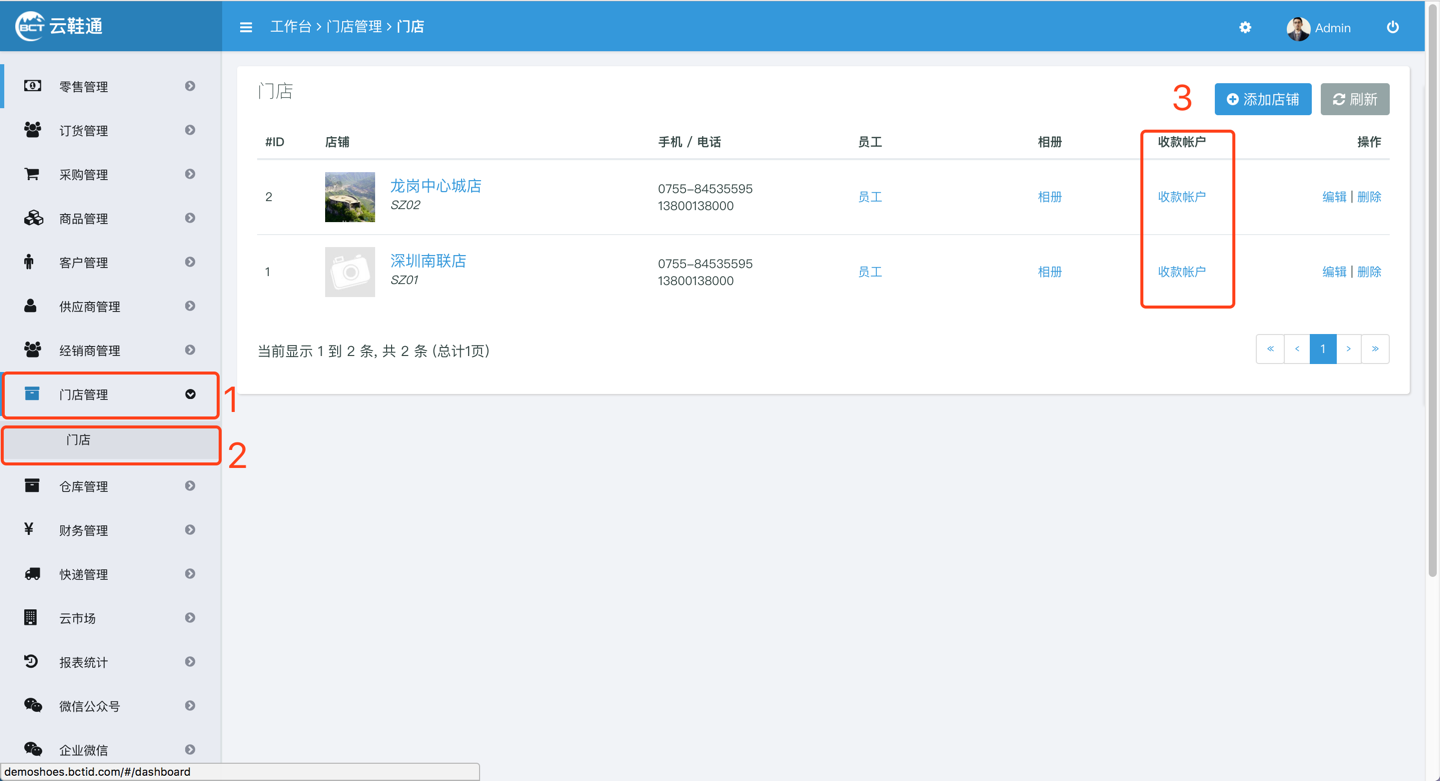 BCT 云鞋通
工作台 > 门店管理 > 门店
Admin
零售管理
订货管理
采购管理
商品管理
客户管理
供应商管理
经销商管理
门店管理
1
门店
2
仓库管理
¥ 财务管理
快递管理
云市场
报表统计
微信公众号
企业微信
demoshoes.bctid.com/#/dashboard
门店
3
添加店铺
刷新
#ID 店铺 手机 / 电话 员工 相册 收款帐户 操作
2 龙岗中心城店 0755-84535595 员工 相册 收款帐户 编辑 | 删除
SZ02 13800138000
1 深圳南联店 0755-84535595 员工 相册 收款帐户 编辑 | 删除
SZ01 13800138000
当前显示 1 到 2 条, 共 2 条 (总计1页)
« ‹ 1 › »